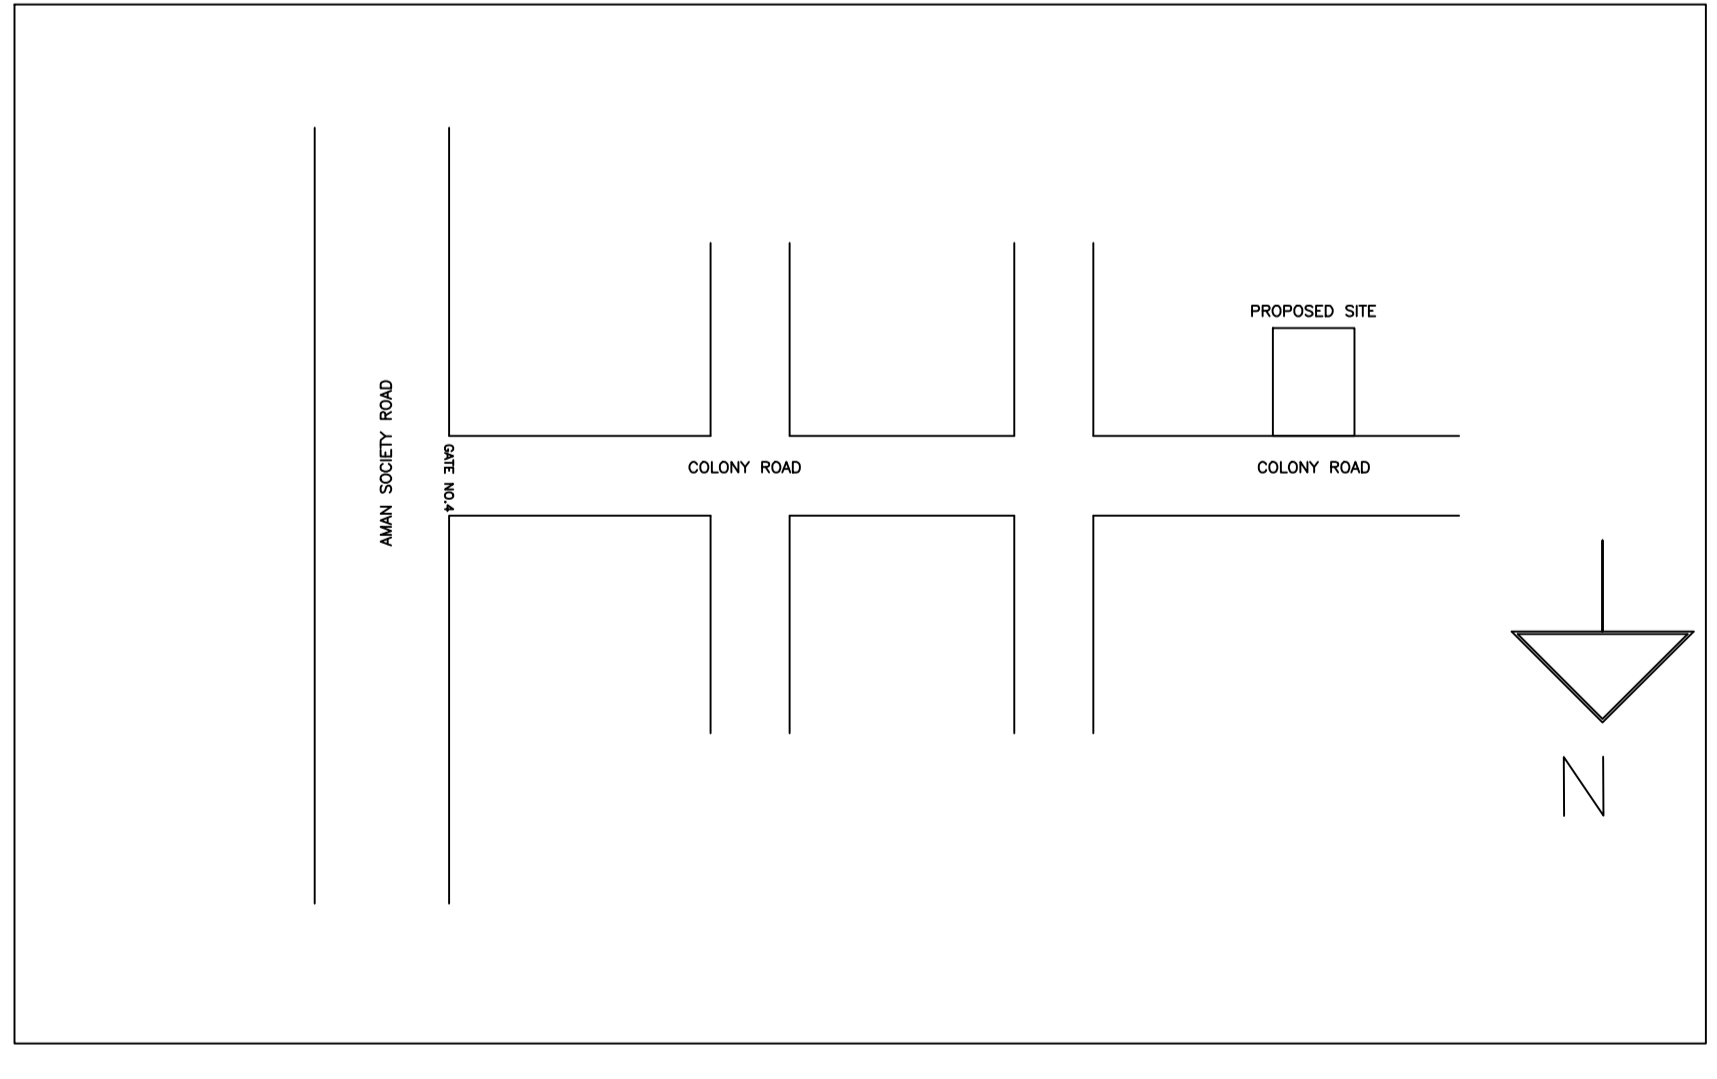 PROPOSED SITE
AMAN SOCIETY ROAD
GATE NO.4
COLONY ROAD
COLONY ROAD
N